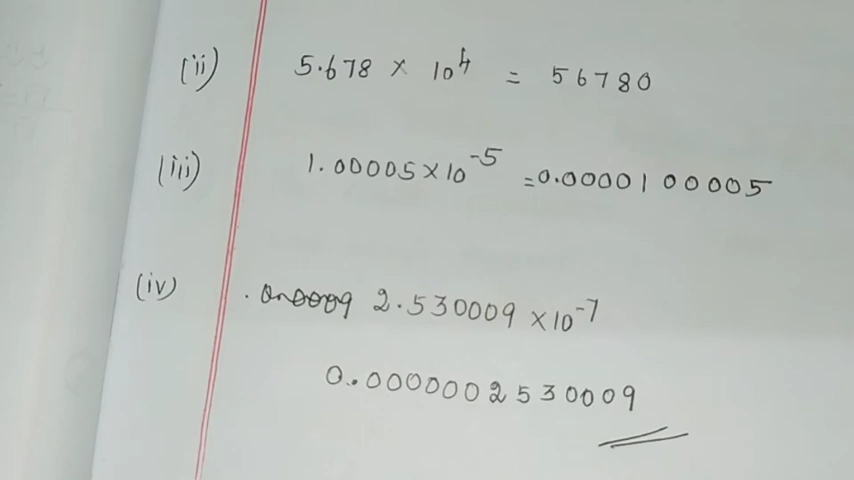 (ii) 5.678 × 10⁴ = 56780
(iii) 1.00005 × 10⁻⁵ = 0.0000100005
(iv) 2.530009 × 10⁻⁷
0.0000002530009